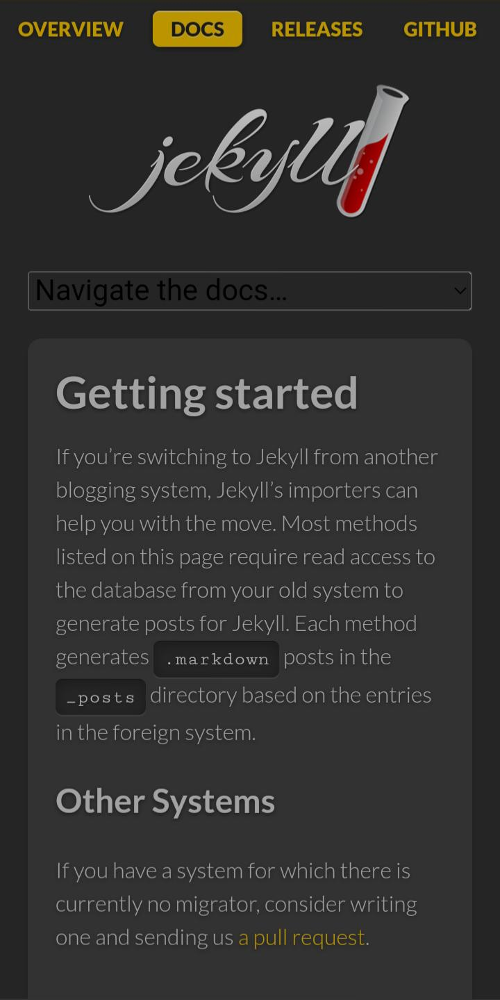 OVERVIEW DOCS RELEASES GITHUB
jekyll
Navigate the docs…
Getting started
If you’re switching to Jekyll from another
blogging system, Jekyll’s importers can
help you with the move. Most methods
listed on this page require read access to
the database from your old system to
generate posts for Jekyll. Each method
generates .markdown posts in the
_posts directory based on the entries
in the foreign system.
Other Systems
If you have a system for which there is
currently no migrator, consider writing
one and sending us a pull request.